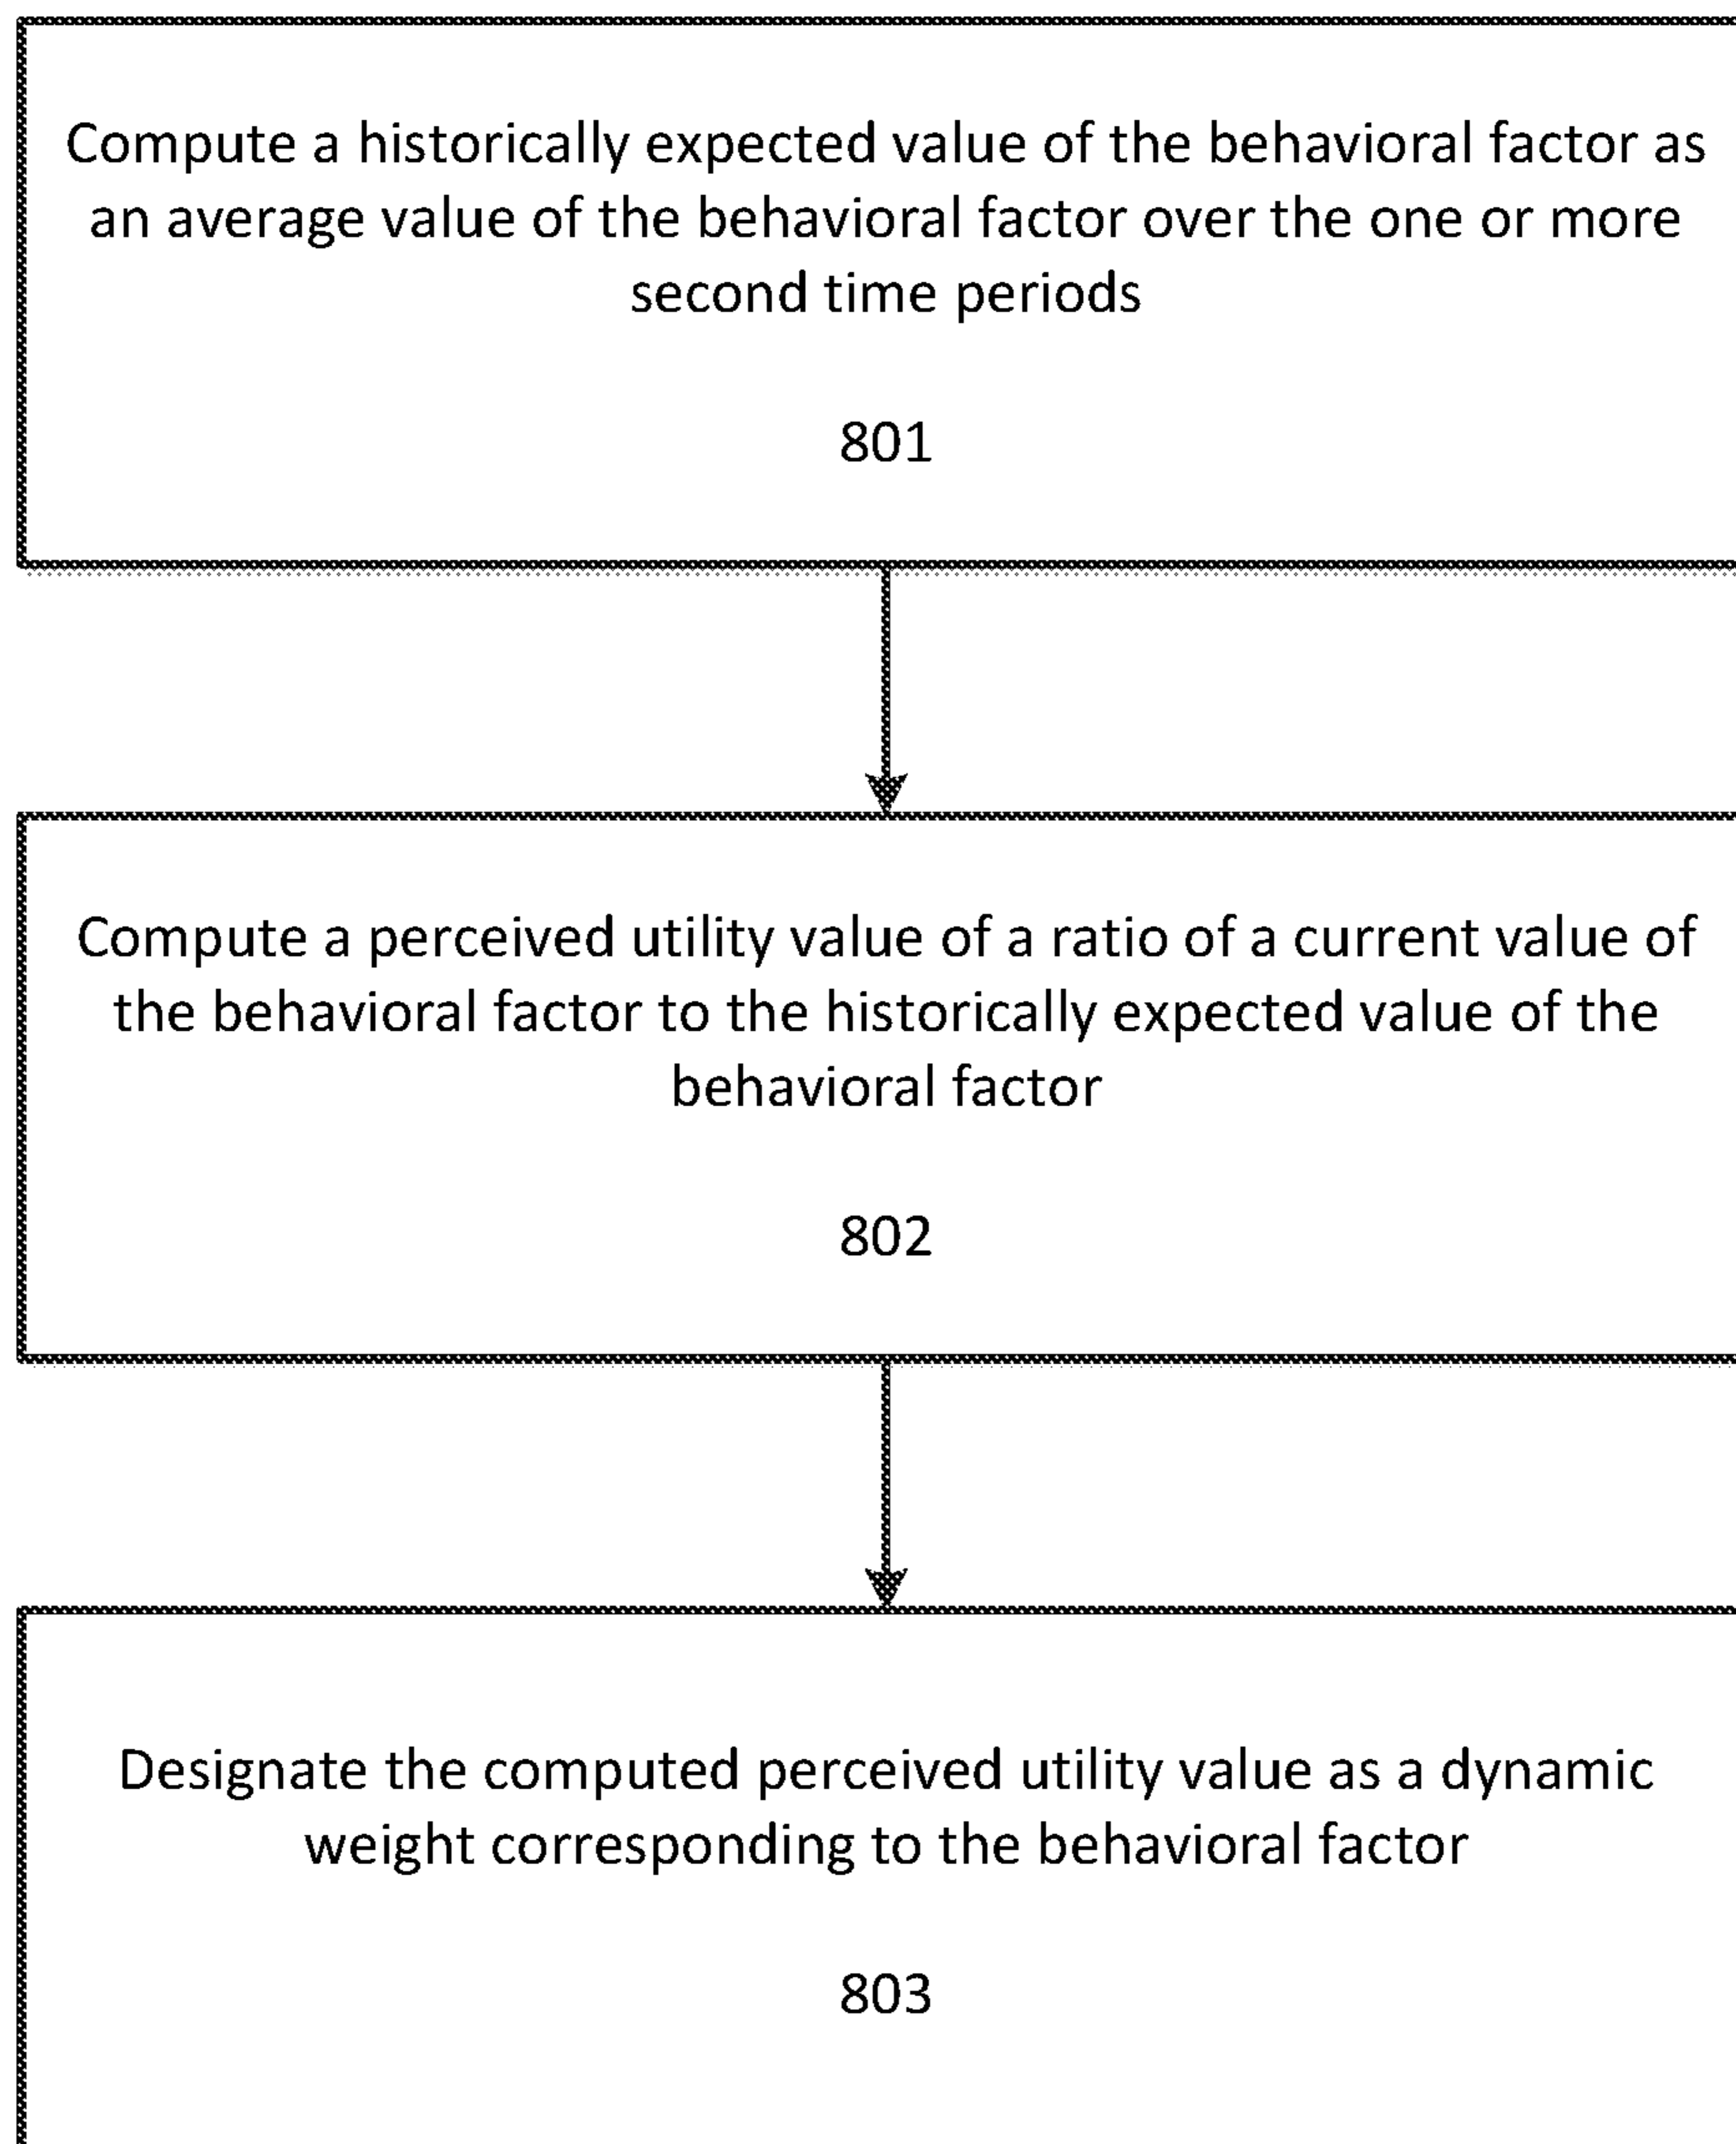 Compute a historically expected value of the behavioral factor as
an average value of the behavioral factor over the one or more
second time periods
801
Compute a perceived utility value of a ratio of a current value of
the behavioral factor to the historically expected value of the
behavioral factor
802
Designate the computed perceived utility value as a dynamic
weight corresponding to the behavioral factor
803